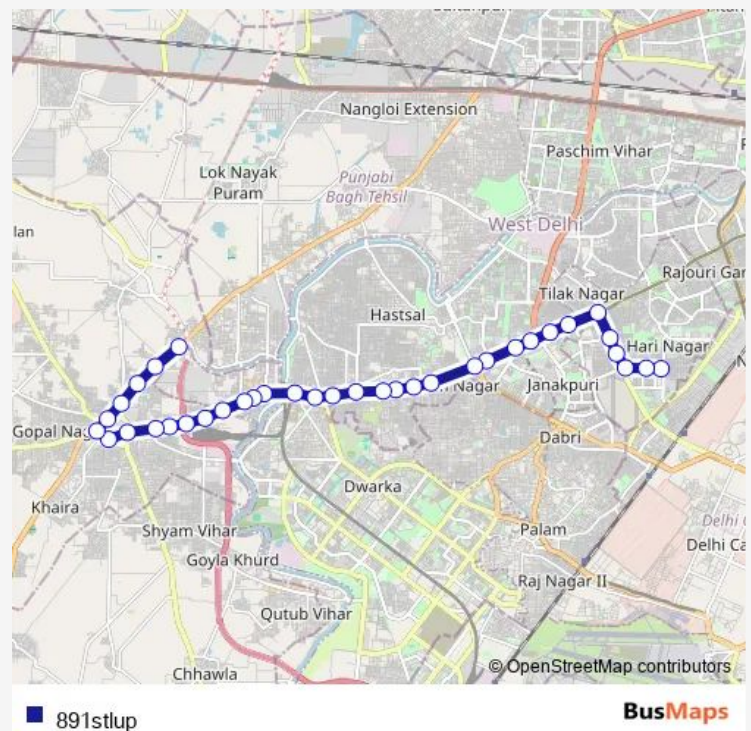 Nangloi Extension
Paschim Vihar
Lok Nayak
Puram
Punjabi
Bagh Tehsil
lan
West Delhi
Rajouri Gar
Tilak Nagar
Hastsal
Hari Nagar
Nagar
Janakpuri
Gopal Na
Dabri
Dwarka
Khaira
Shyam Vihar
Palam
Delhi Ca
Goyla Khurd
Raj Nagar II
Qutub Vihar
Chhawla
© OpenStreetMap contributors
891stlup
BusMaps